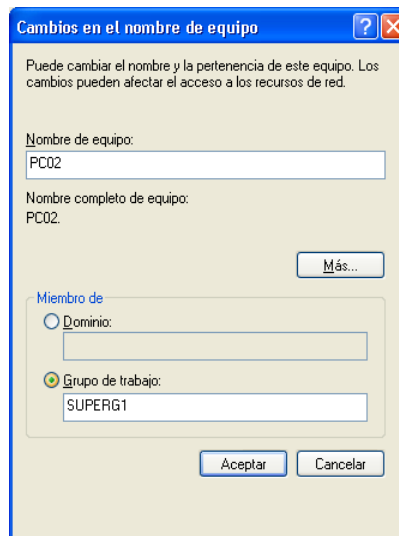 Cambios en el nombre de equipo
Puede cambiar el nombre y la pertenencia de este equipo. Los
cambios pueden afectar el acceso a los recursos de red.
Nombre de equipo:
PC02
Nombre completo de equipo:
PC02.
Más...
Miembro de
Dominio:
Grupo de trabajo:
SUPERG1
Aceptar
Cancelar